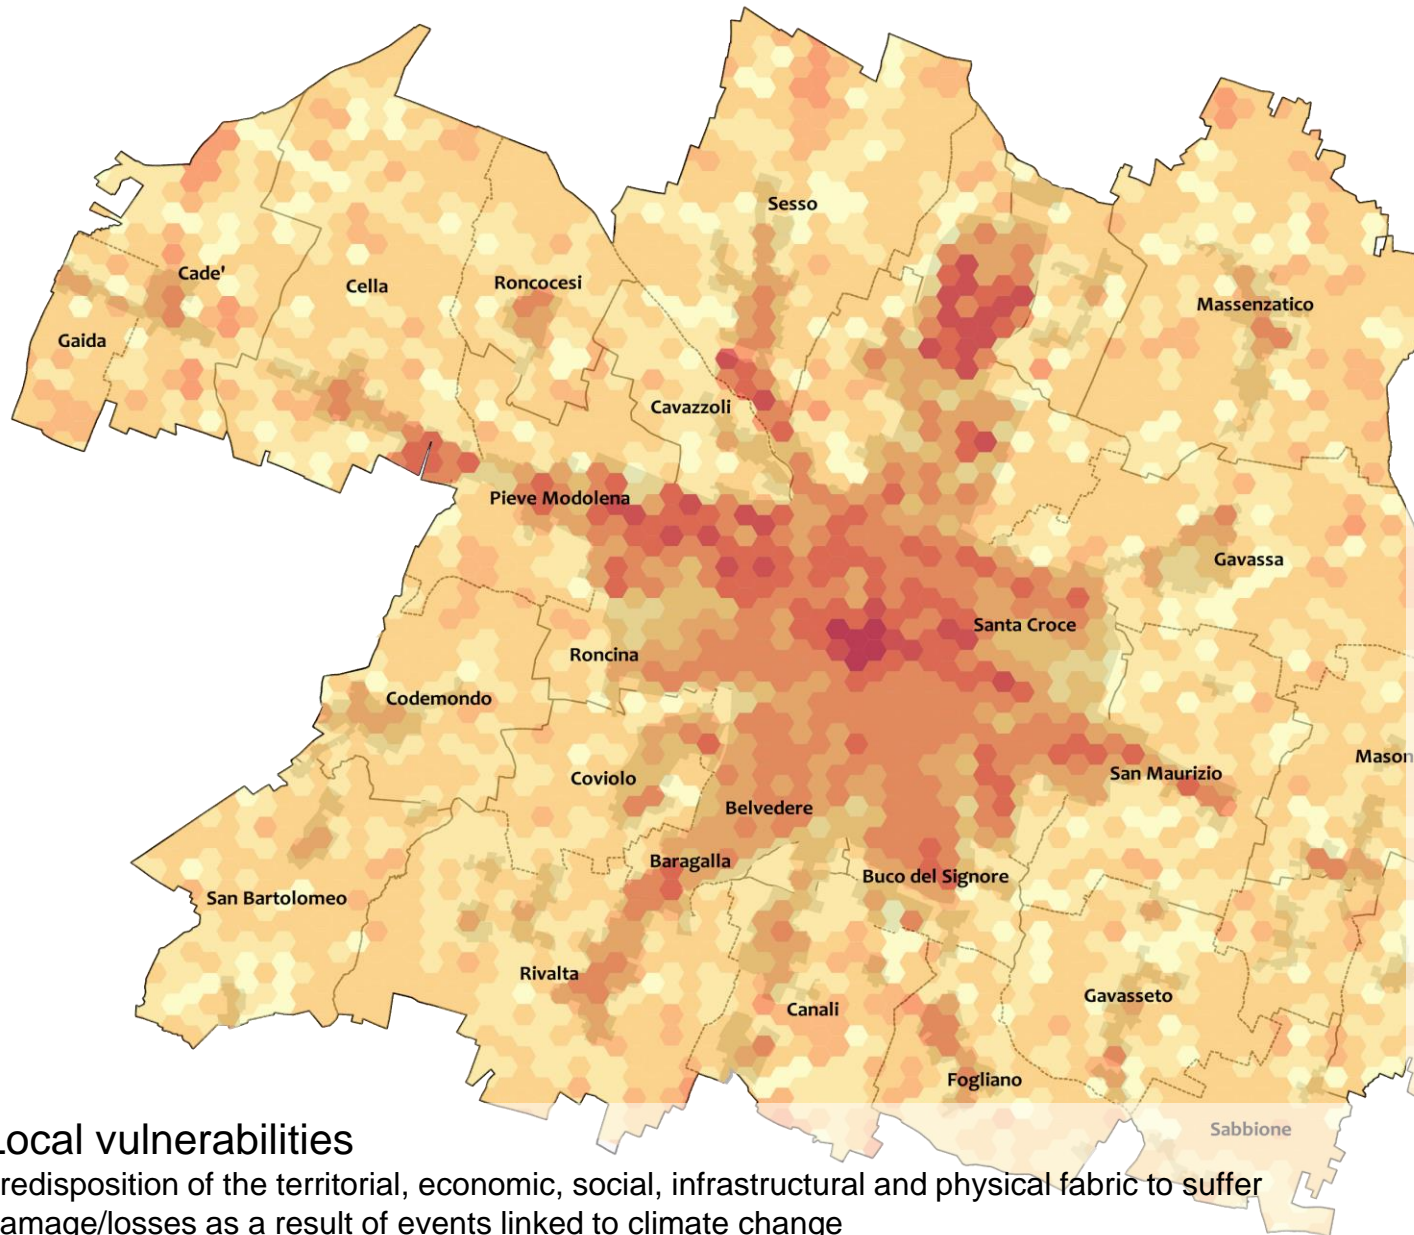 Sesso
Cade'
Cella
Roncocesi
Massenzatico
Gaida
Cavazzoli
Pieve Modolena
Gavassa
Santa Croce
Roncina
Codemondo
Mason
San Maurizio
Coviolo
Belvedere
Baragalla
Buco del Signore
San Bartolomeo
Rivalta
Gavasseto
Canali
Fogliano
Sabbione
Local vulnerabilities
redisposition of the territorial, economic, social, infrastructural and physical fabric to suffer
amage/losses as a result of events linked to climate change